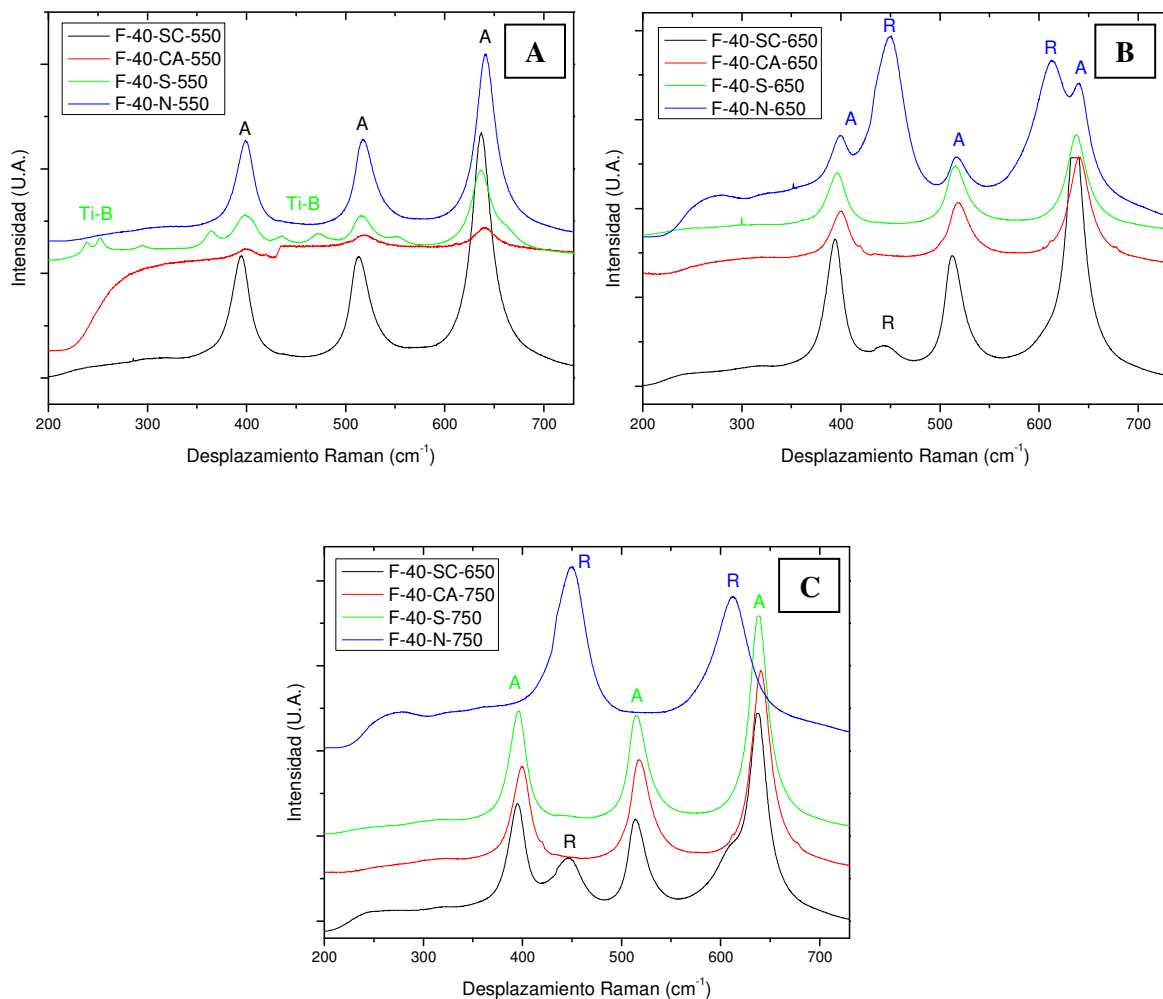 F-40-SC-550
F-40-CA-550
F-40-S-550
F-40-N-550
A
A
A
A
Ti-B
Ti-B
Intensidad (U.A.)
200 300 400 500 600 700
Desplazamiento Raman (cm-1)
F-40-SC-650
F-40-CA-650
F-40-S-650
F-40-N-650
B
R
R
A
A
A
R
Intensidad (U.A.)
200 300 400 500 600 700
Desplazamiento Raman (cm-1)
F-40-SC-650
F-40-CA-750
F-40-S-750
F-40-N-750
C
R
R
A
A
A
R
Intensidad (U.A.)
200 300 400 500 600 700
Desplazamiento Raman (cm-1)